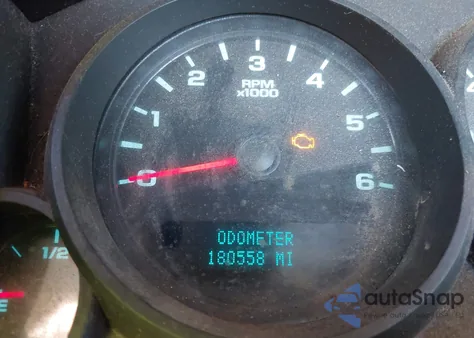 3
2
4
RPM
x1000
1
5
0
6
ODOMETER
180558 MI
1/2
E
autoSnap